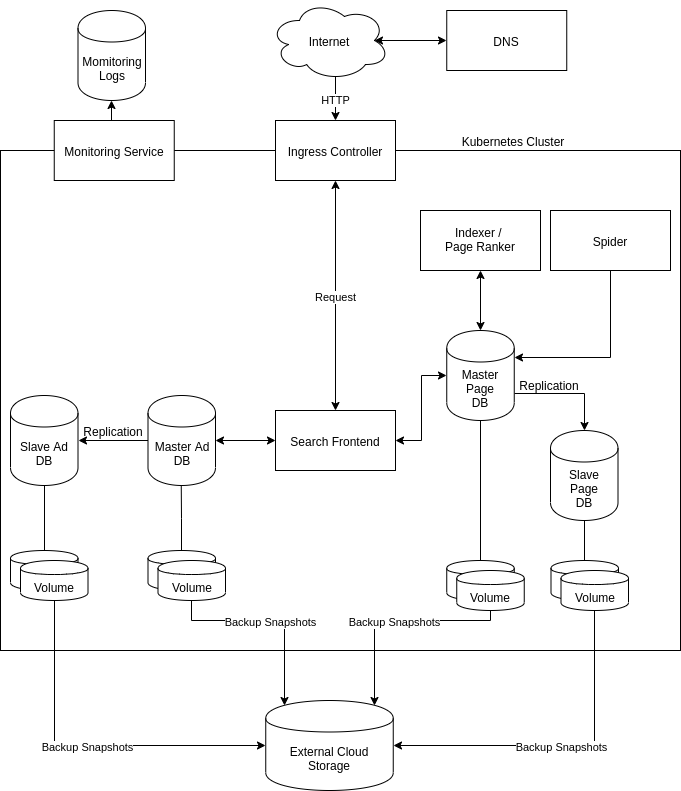 Momitoring
Logs
Internet
DNS
HTTP
Monitoring Service
Ingress Controller
Kubernetes Cluster
Indexer /
Page Ranker
Spider
Request
Master
Page
DB
Replication
Slave Ad
DB
Replication
Master Ad
DB
Search Frontend
Slave
Page
DB
Volume
Volume
Volume
Volume
Backup Snapshots
Backup Snapshots
Backup Snapshots
External Cloud
Storage
Backup Snapshots